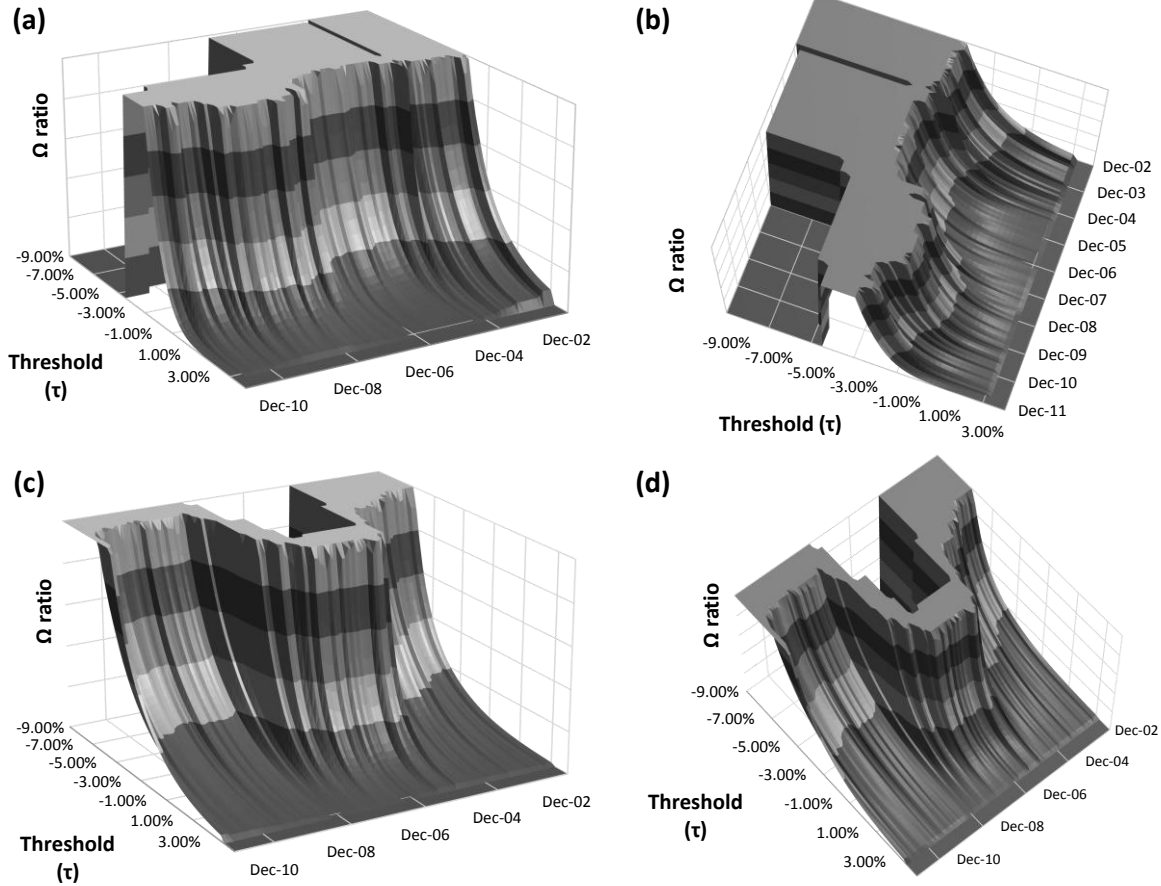 (a)
Ω ratio
-9.00%
-7.00%
-5.00%
-3.00%
-1.00%
1.00%
3.00%
Threshold
(τ)
Dec-10
Dec-08
Dec-06
Dec-04
Dec-02
(b)
Ω ratio
-9.00%
-7.00%
-5.00%
-3.00%
-1.00%
1.00%
3.00%
Threshold (τ)
Dec-02
Dec-03
Dec-04
Dec-05
Dec-06
Dec-07
Dec-08
Dec-09
Dec-10
Dec-11
(c)
Ω ratio
-9.00%
-7.00%
-5.00%
-3.00%
-1.00%
1.00%
3.00%
Threshold
(τ)
Dec-10
Dec-08
Dec-06
Dec-04
Dec-02
(d)
Ω ratio
-9.00%
-7.00%
-5.00%
-3.00%
-1.00%
1.00%
3.00%
Threshold
(τ)
Dec-10
Dec-08
Dec-06
Dec-04
Dec-02